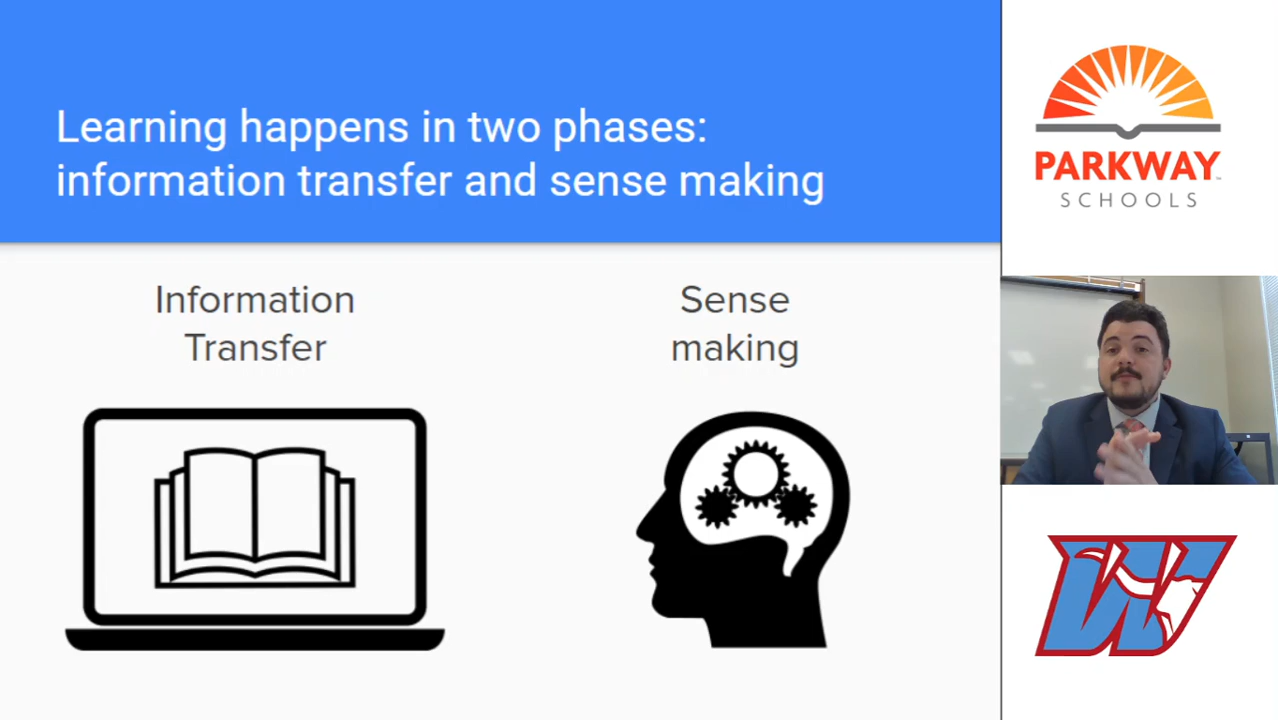 Learning happens in two phases:
information transfer and sense making
Information
Transfer
Sense
making
PARKWAY
SCHOOLS
W